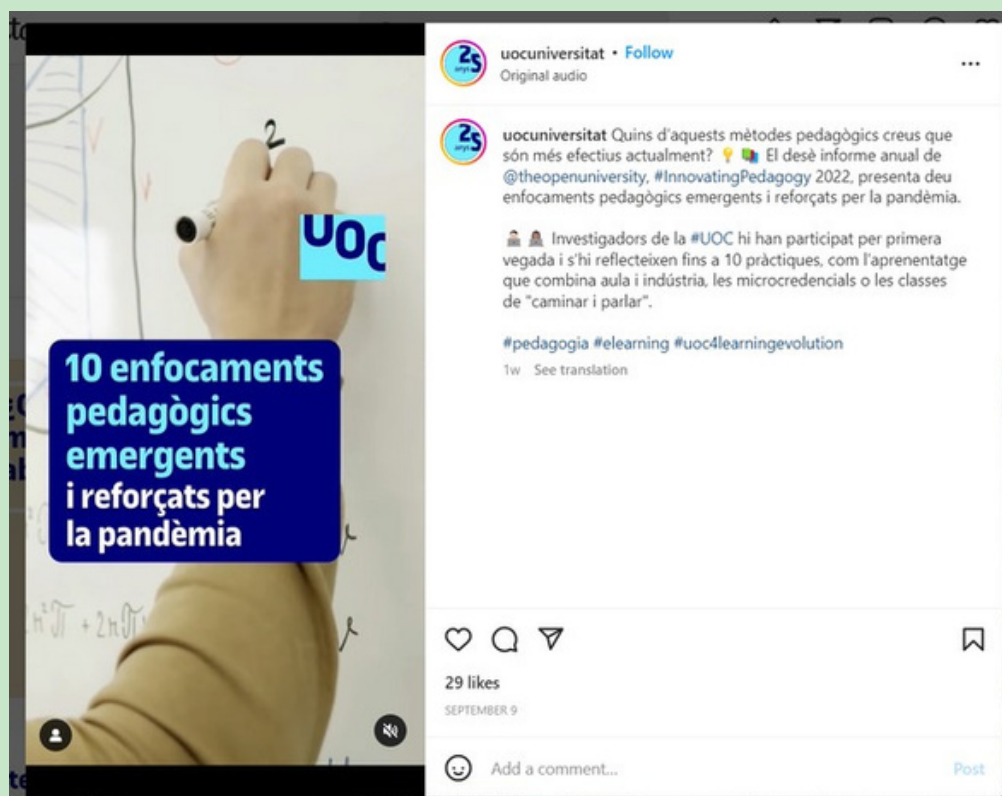 2
UOC
10 enfocaments
pedagògics
emergents
i reforçats per
la pandèmia
2n
uocuniversitat • Follow
Original audio
25
anys
uocuniversitat Quins d'aquests mètodes pedagògics creus que
són més efectius actualment? 💡 📚 El desè informe anual de
@theopenuniversity, #InnovatingPedagogy 2022, presenta deu
enfocaments pedagògics emergents i reforçats per la pandèmia.
Investigadors de la #UOC hi han participat per primera
vegada i s'hi reflecteixen fins a 10 pràctiques, com l'aprenentatge
que combina aula i indústria, les microcredencials o les classes
de "caminar i parlar".
#pedagogia #elearning #uoc4learningevolution
1w See translation
29 likes
SEPTEMBER 9
Add a comment...
Post